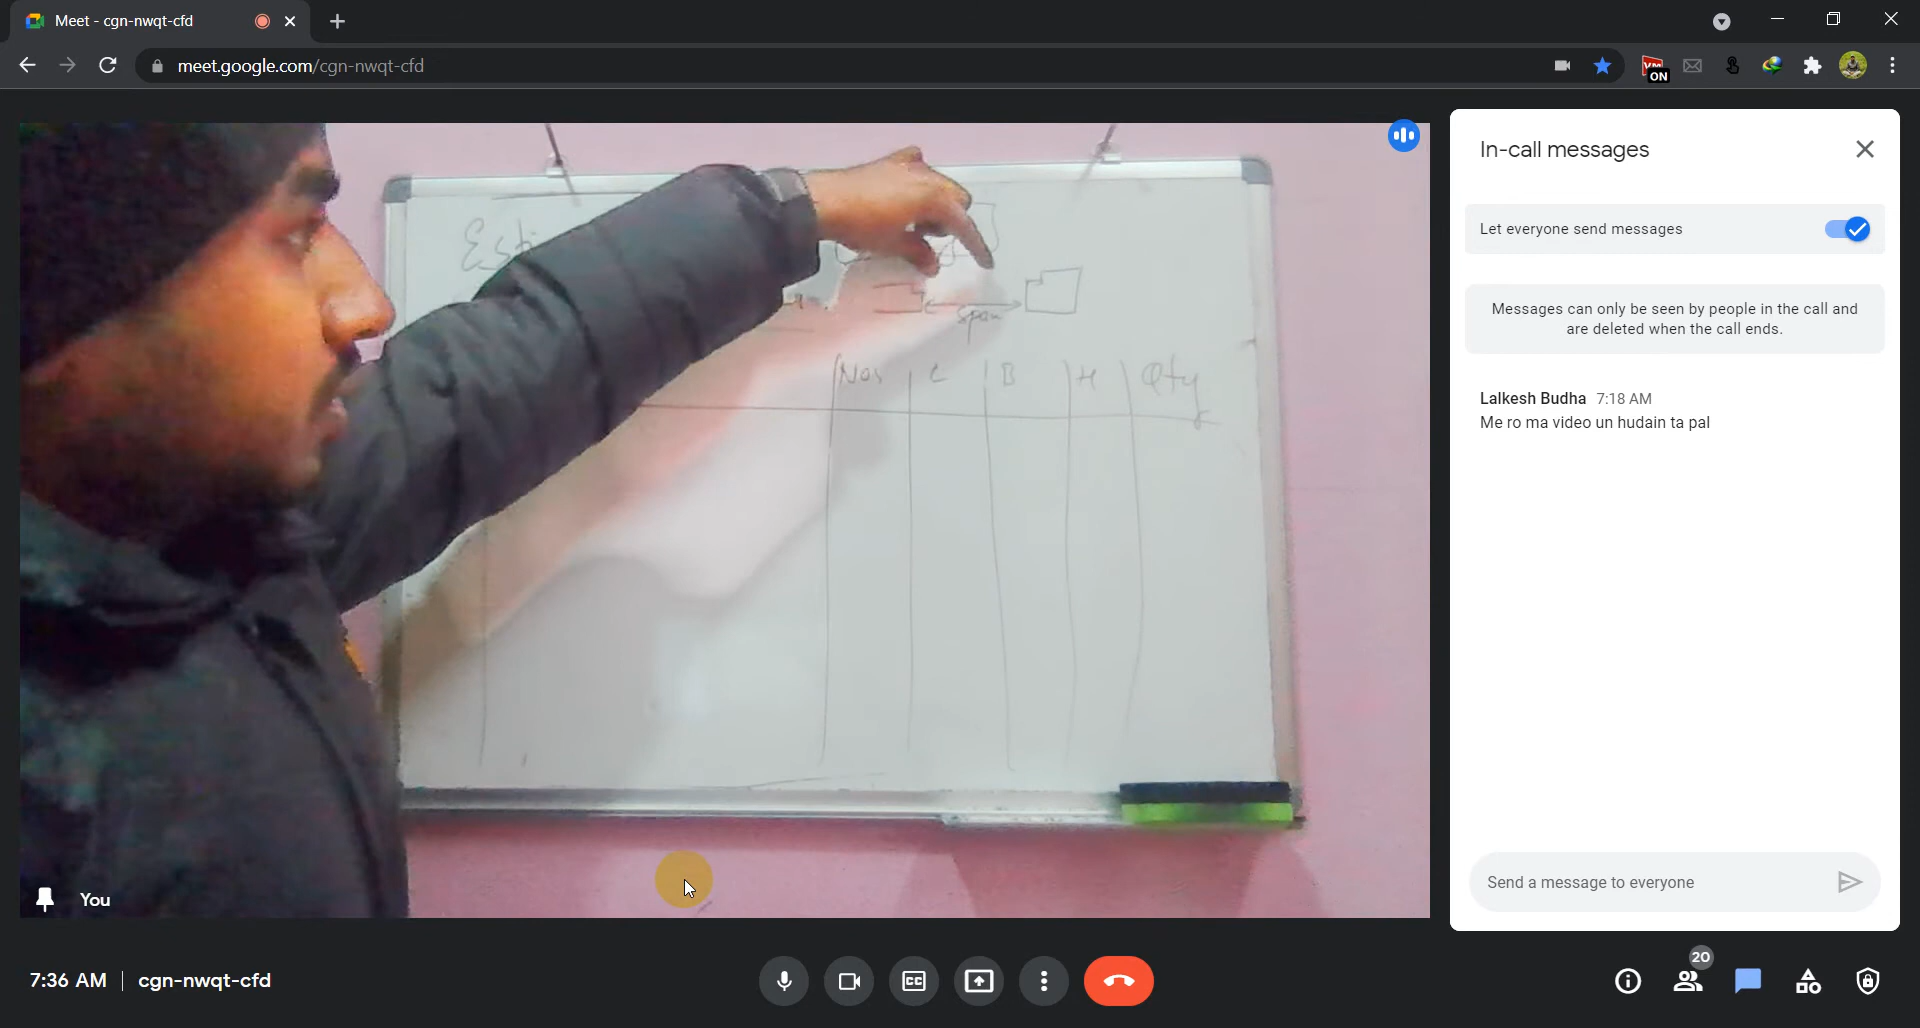 Meet - cgn-nwqt-cfd
meet.google.com/cgn-nwqt-cfd
ON
In-call messages
Let everyone send messages
Messages can only be seen by people in the call and
are deleted when the call ends.
Lalkesh Budha 7:18 AM
Me ro ma video un hudain ta pal
Send a message to everyone
Esti
span
Nos L B H Qty
You
7:36 AM | cgn-nwqt-cfd
CC
20